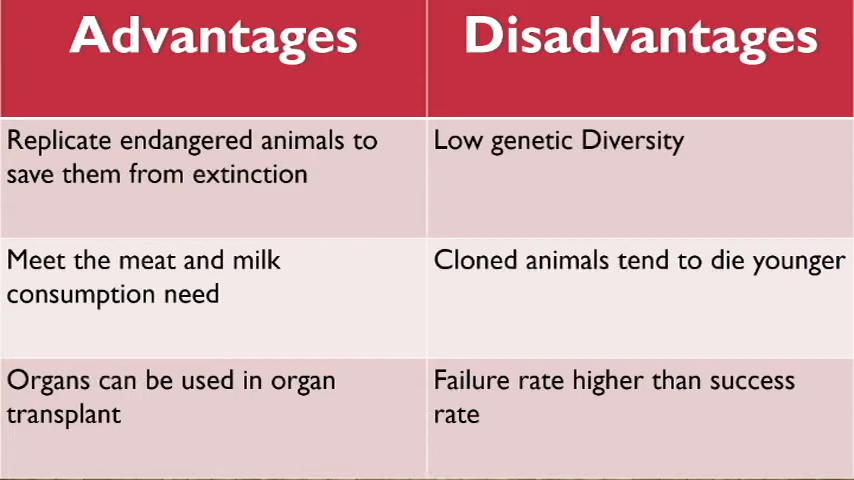 Advantages
Disadvantages
Replicate endangered animals to
save them from extinction
Low genetic Diversity
Meet the meat and milk
consumption need
Cloned animals tend to die younger
Organs can be used in organ
transplant
Failure rate higher than success
rate